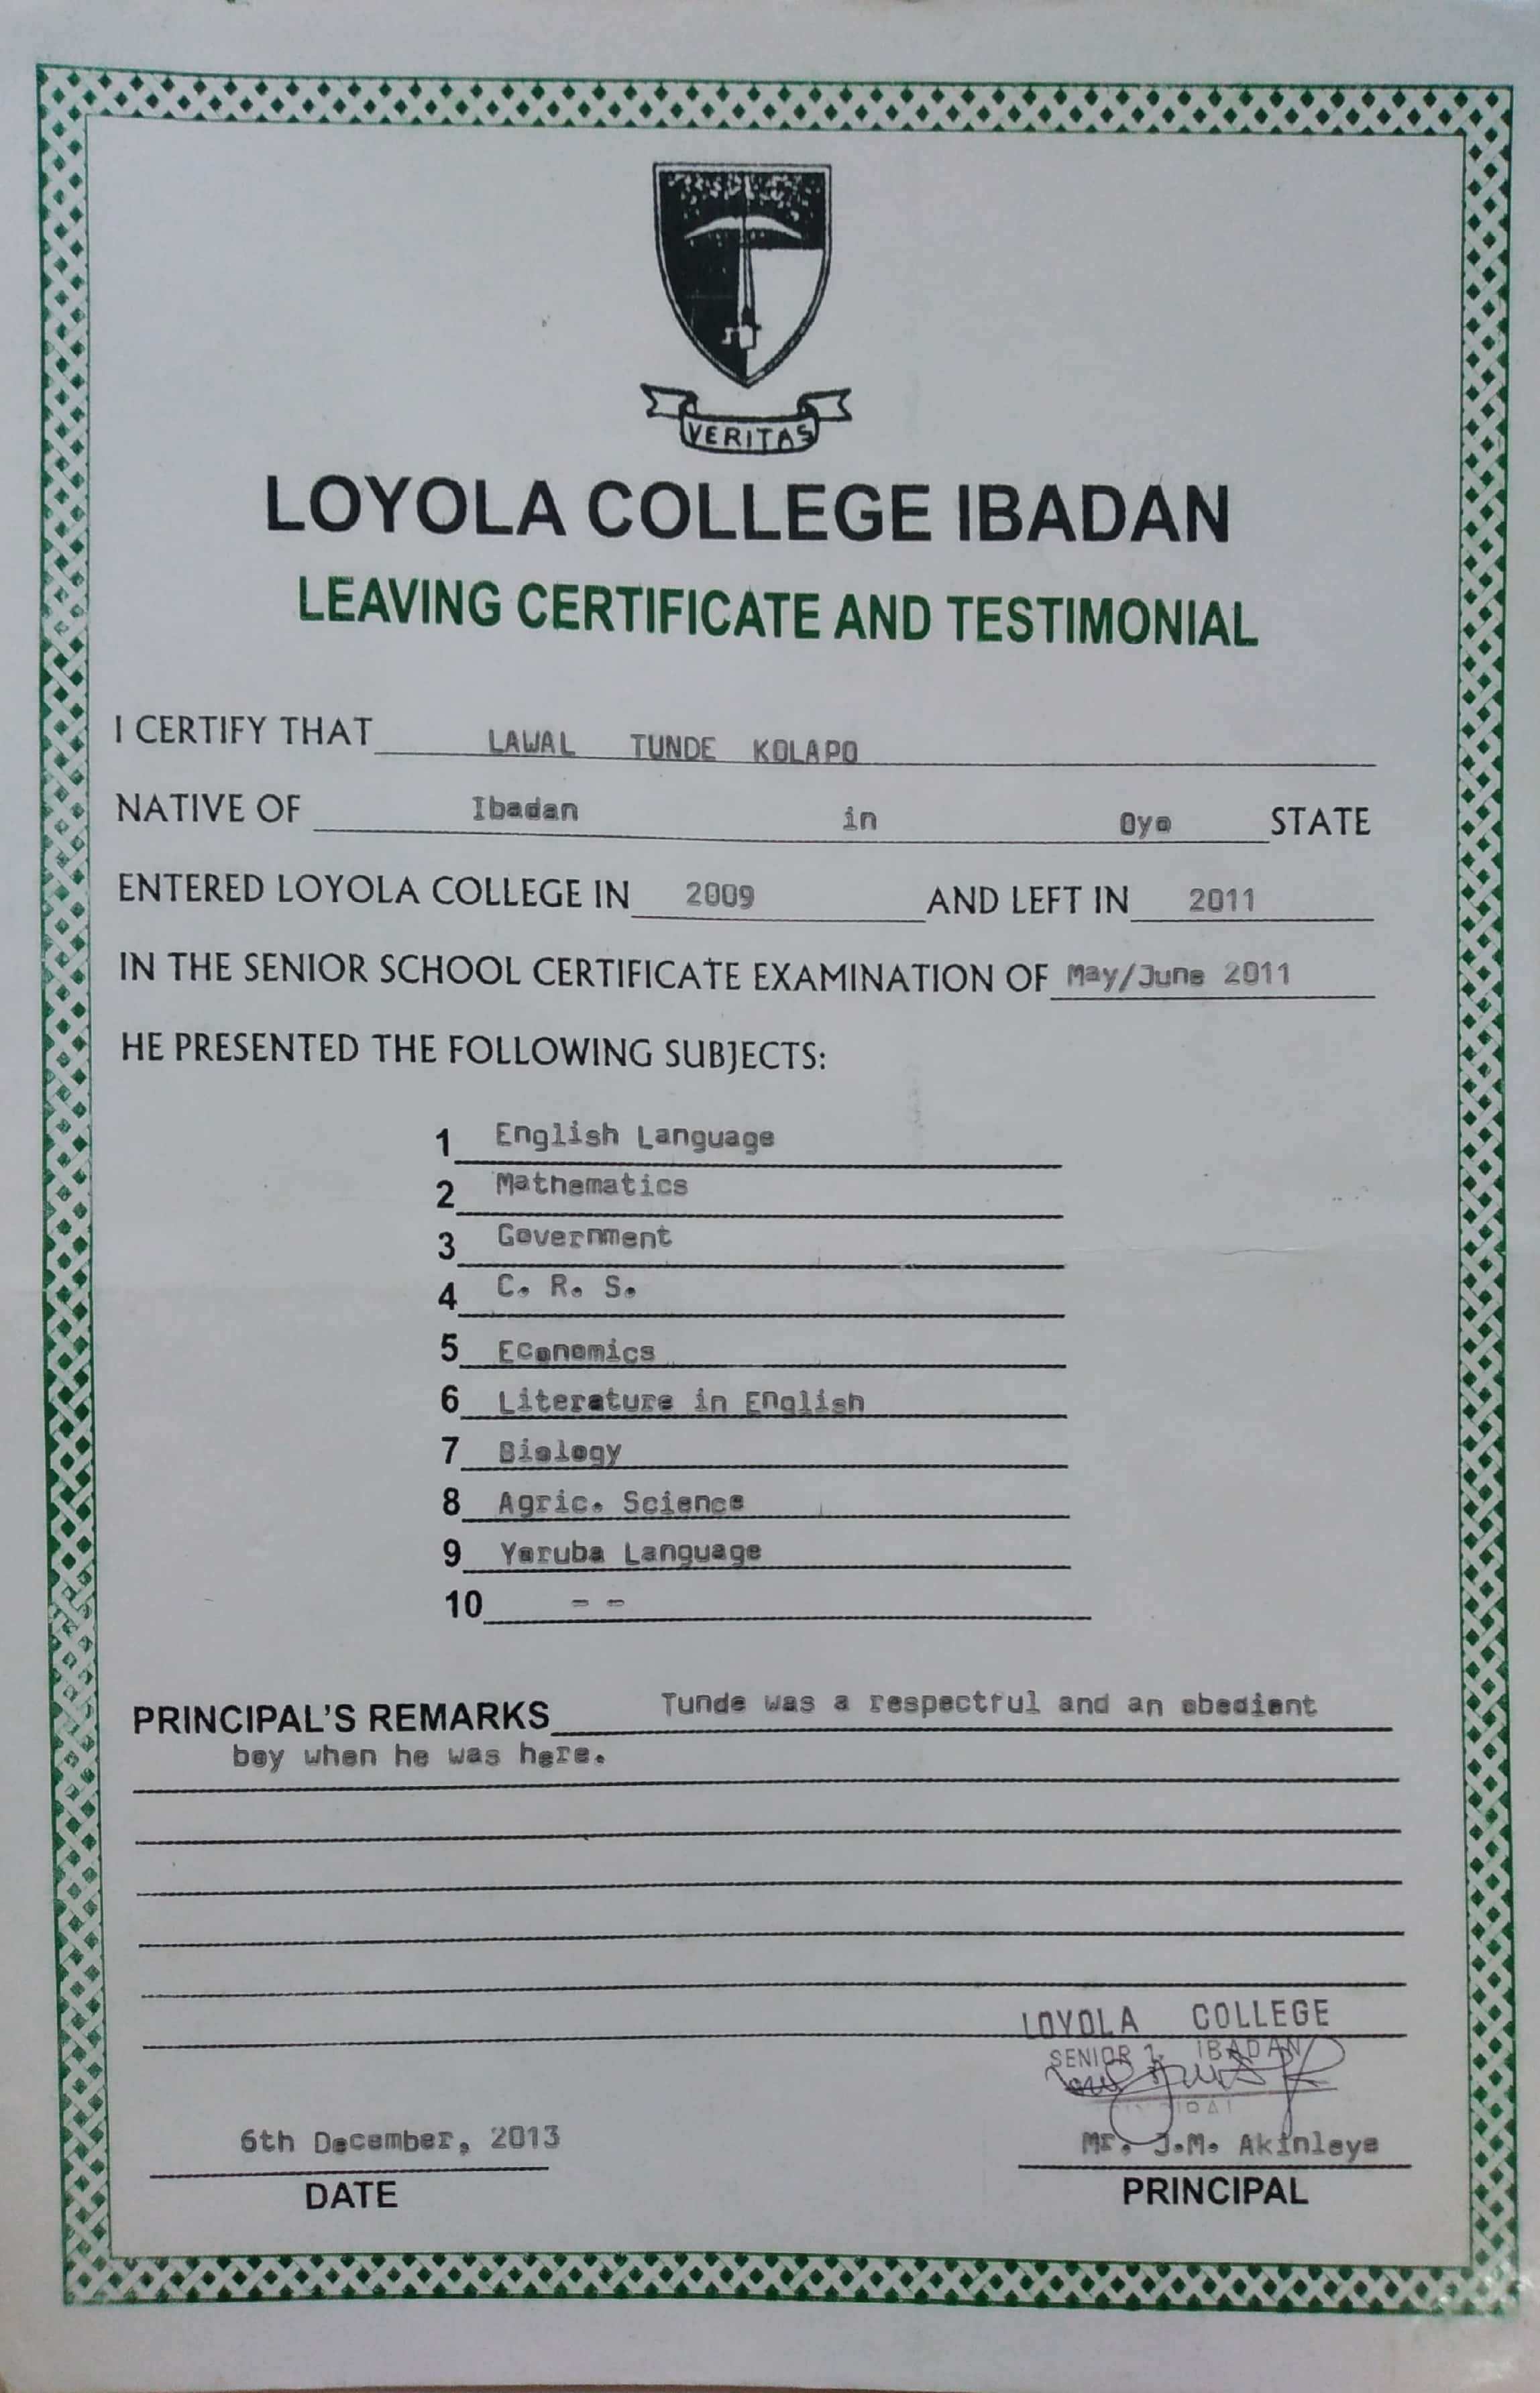 VERITAS
LOYOLA COLLEGE IBADAN
LEAVING CERTIFICATE AND TESTIMONIAL
I CERTIFY THAT LAWAL TUNDE KOLAPO
NATIVE OF Ibadan in Oyo STATE
ENTERED LOYOLA COLLEGE IN 2009 AND LEFT IN 2011
IN THE SENIOR SCHOOL CERTIFICATE EXAMINATION OF May/June 2011
HE PRESENTED THE FOLLOWING SUBJECTS:
1 English Language
2 Mathematics
3 Government
4 C. R. S.
5 Economics
6 Literature in English
7 Biology
8 Agric. Science
9 Yoruba Language
10 - -
PRINCIPAL'S REMARKS Tunde was a respectful and an obedient
boy when he was here.
LOYOLA COLLEGE
SENIOR 1, IBADAN
6th December, 2013 Mr. J.M. Akinleye
DATE PRINCIPAL